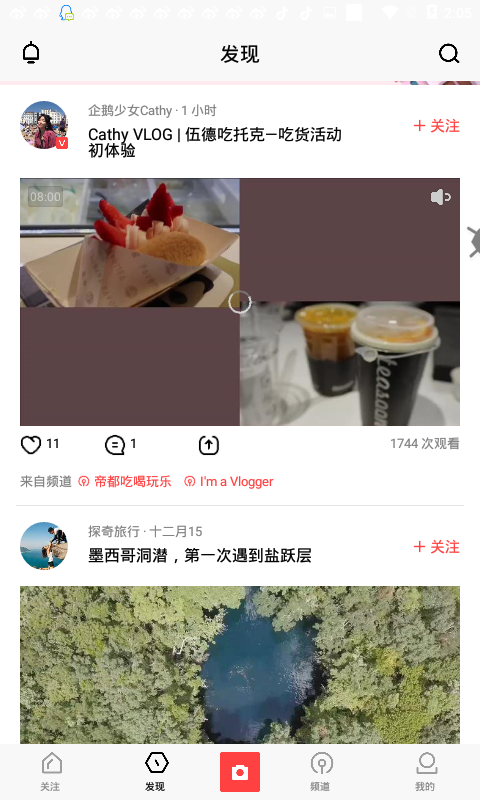 2:05
发现
企鹅少女Cathy · 1 小时
Cathy VLOG | 伍德吃托克—吃货活动
初体验
+ 关注
V
08:00
teasoon
11
1
1744 次观看
来自频道 帝都吃喝玩乐 I'm a Vlogger
探奇旅行 · 十二月15
墨西哥洞潜，第一次遇到盐跃层
+ 关注
关注 发现 频道 我的